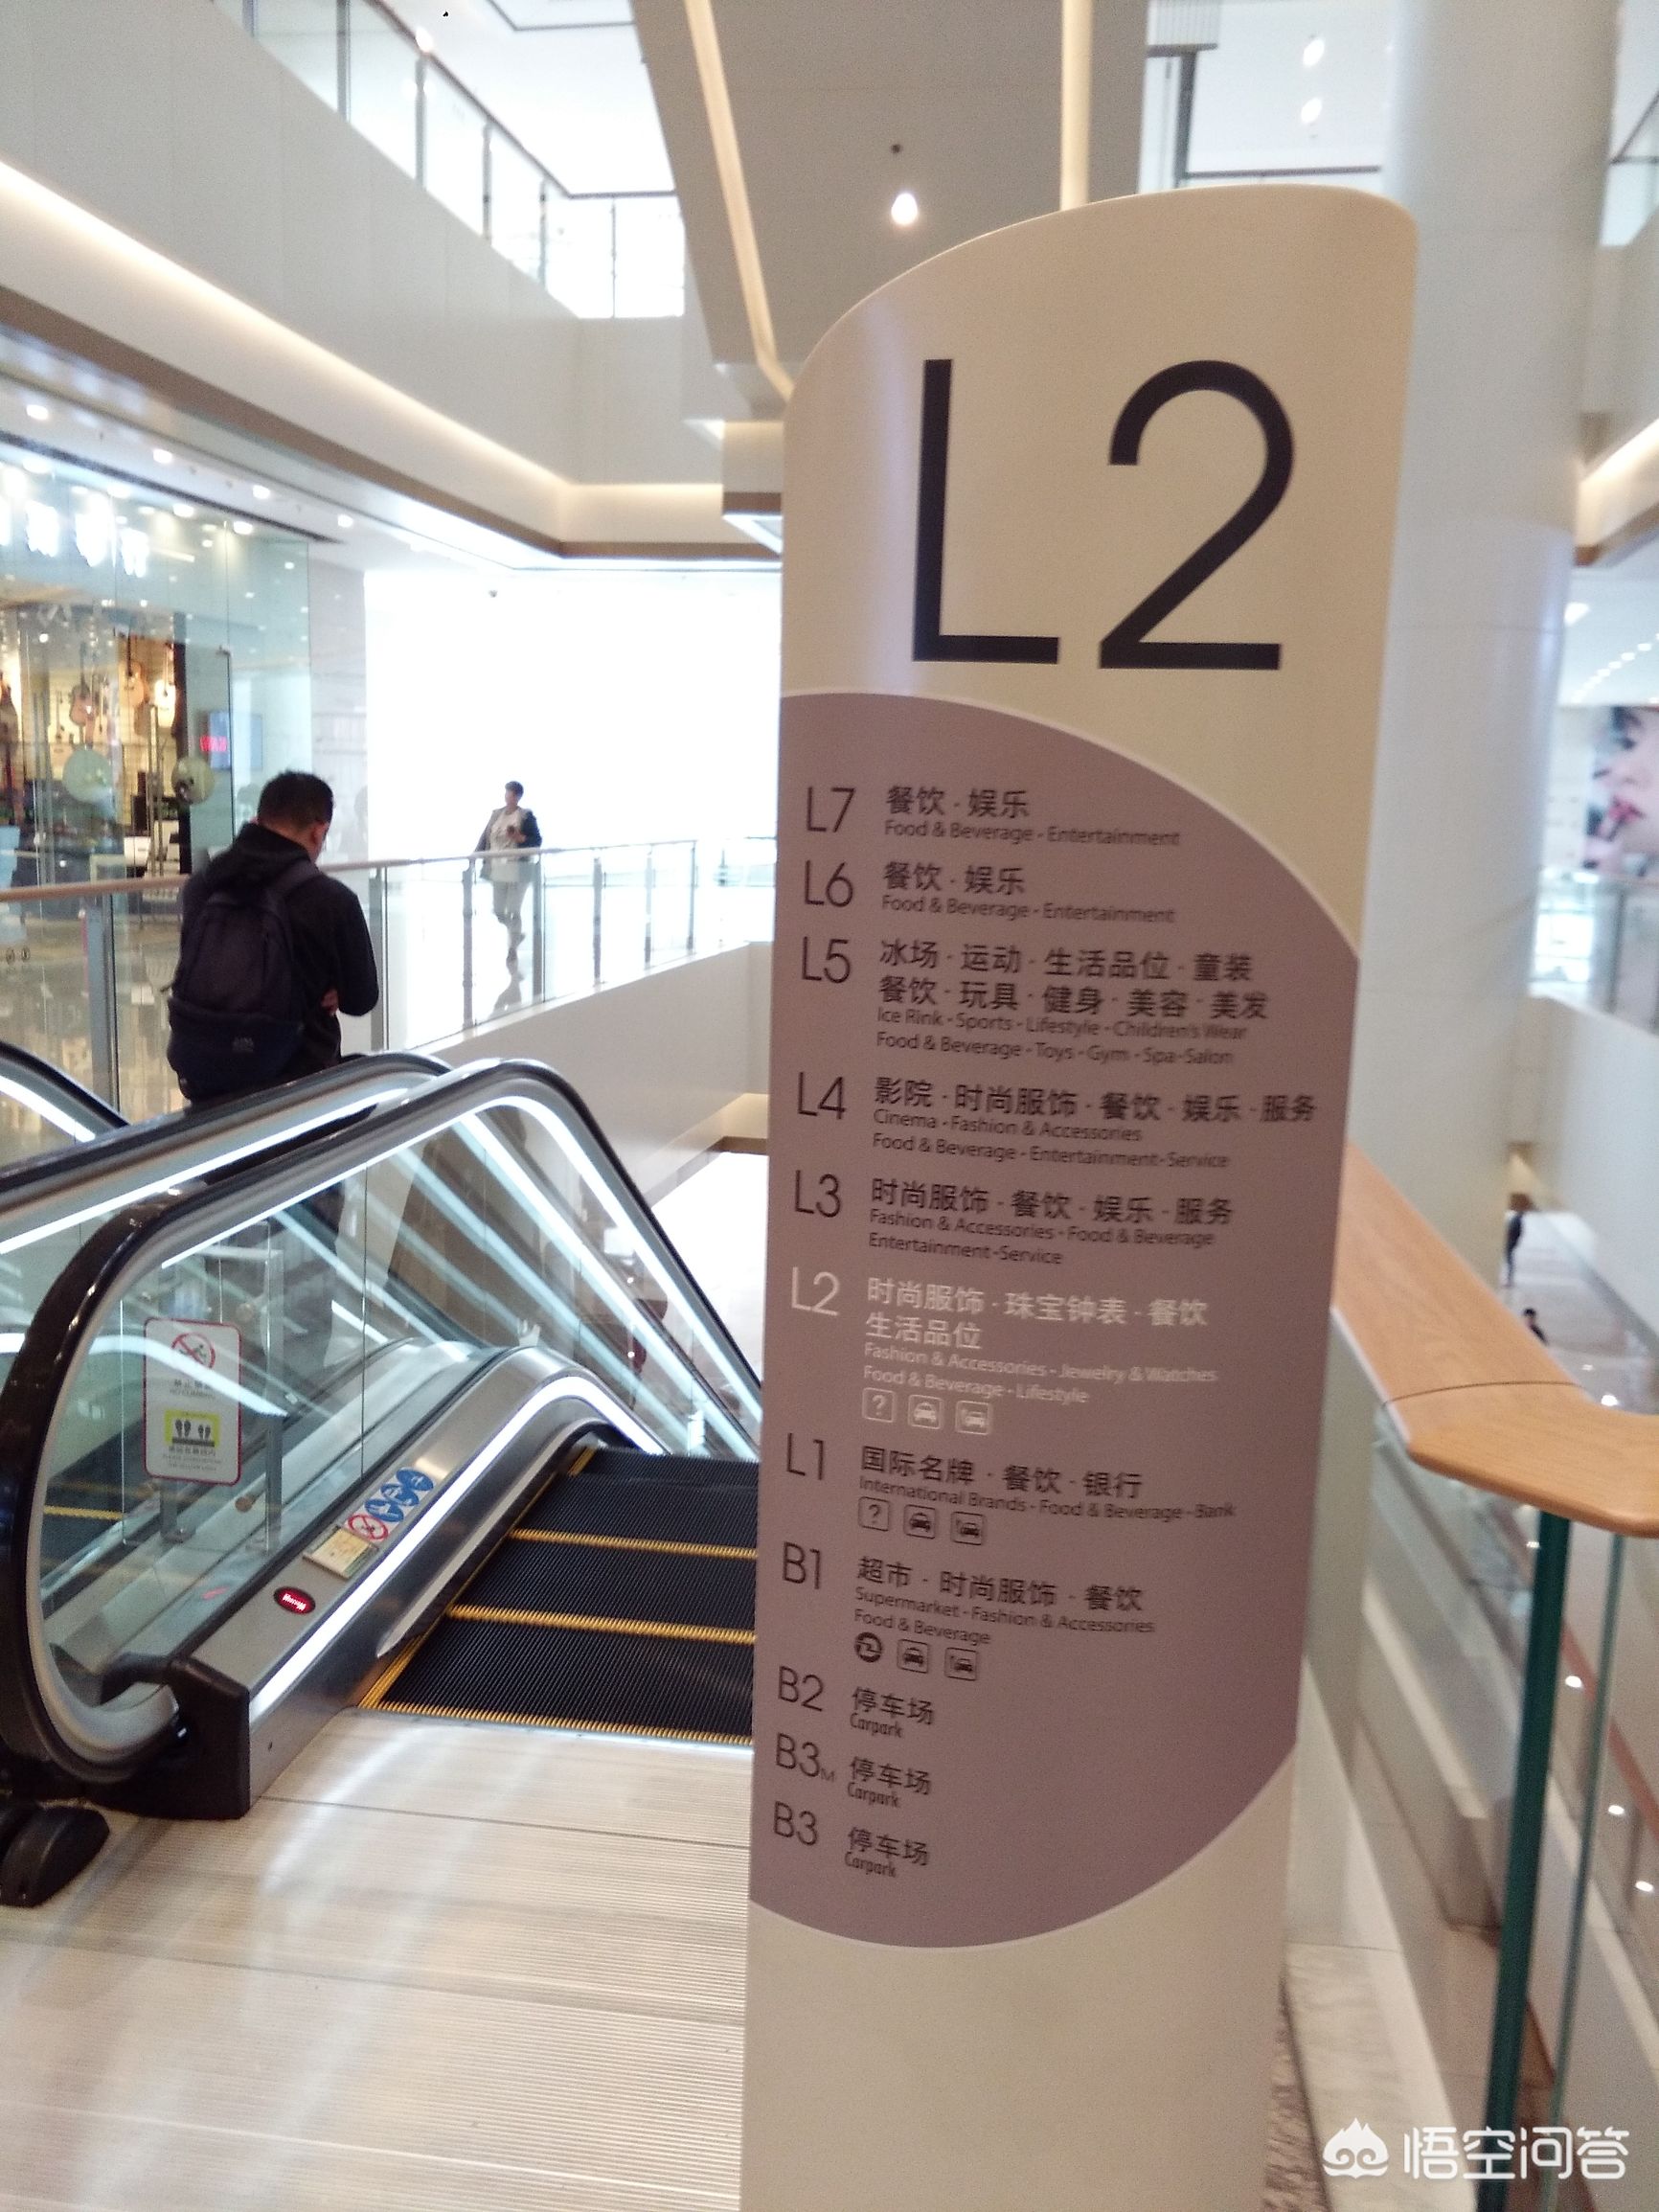 L2
L7 餐饮 · 娱乐
Food & Beverage · Entertainment
L6 餐饮 · 娱乐
Food & Beverage · Entertainment
L5 冰场 · 运动 · 生活品位 · 童装
餐饮 · 玩具 · 健身 · 美容 · 美发
Ice Rink · Sports · Lifestyle · Children's Wear
Food & Beverage · Toys · Gym · Spa · Salon
L4 影院 · 时尚服饰 · 餐饮 · 娱乐 · 服务
Cinema · Fashion & Accessories
Food & Beverage · Entertainment · Service
L3 时尚服饰 · 餐饮 · 娱乐 · 服务
Fashion & Accessories · Food & Beverage
Entertainment · Service
L2 时尚服饰 · 珠宝钟表 · 餐饮
生活品位
Fashion & Accessories · Jewelry & Watches
Food & Beverage · Lifestyle
?
L1 国际名牌 · 餐饮 · 银行
International Brands · Food & Beverage · Bank
?
B1 超市 · 时尚服饰 · 餐饮
Supermarket · Fashion & Accessories
Food & Beverage
B2 停车场
Carpark
B3M 停车场
Carpark
B3 停车场
Carpark
悟空问答